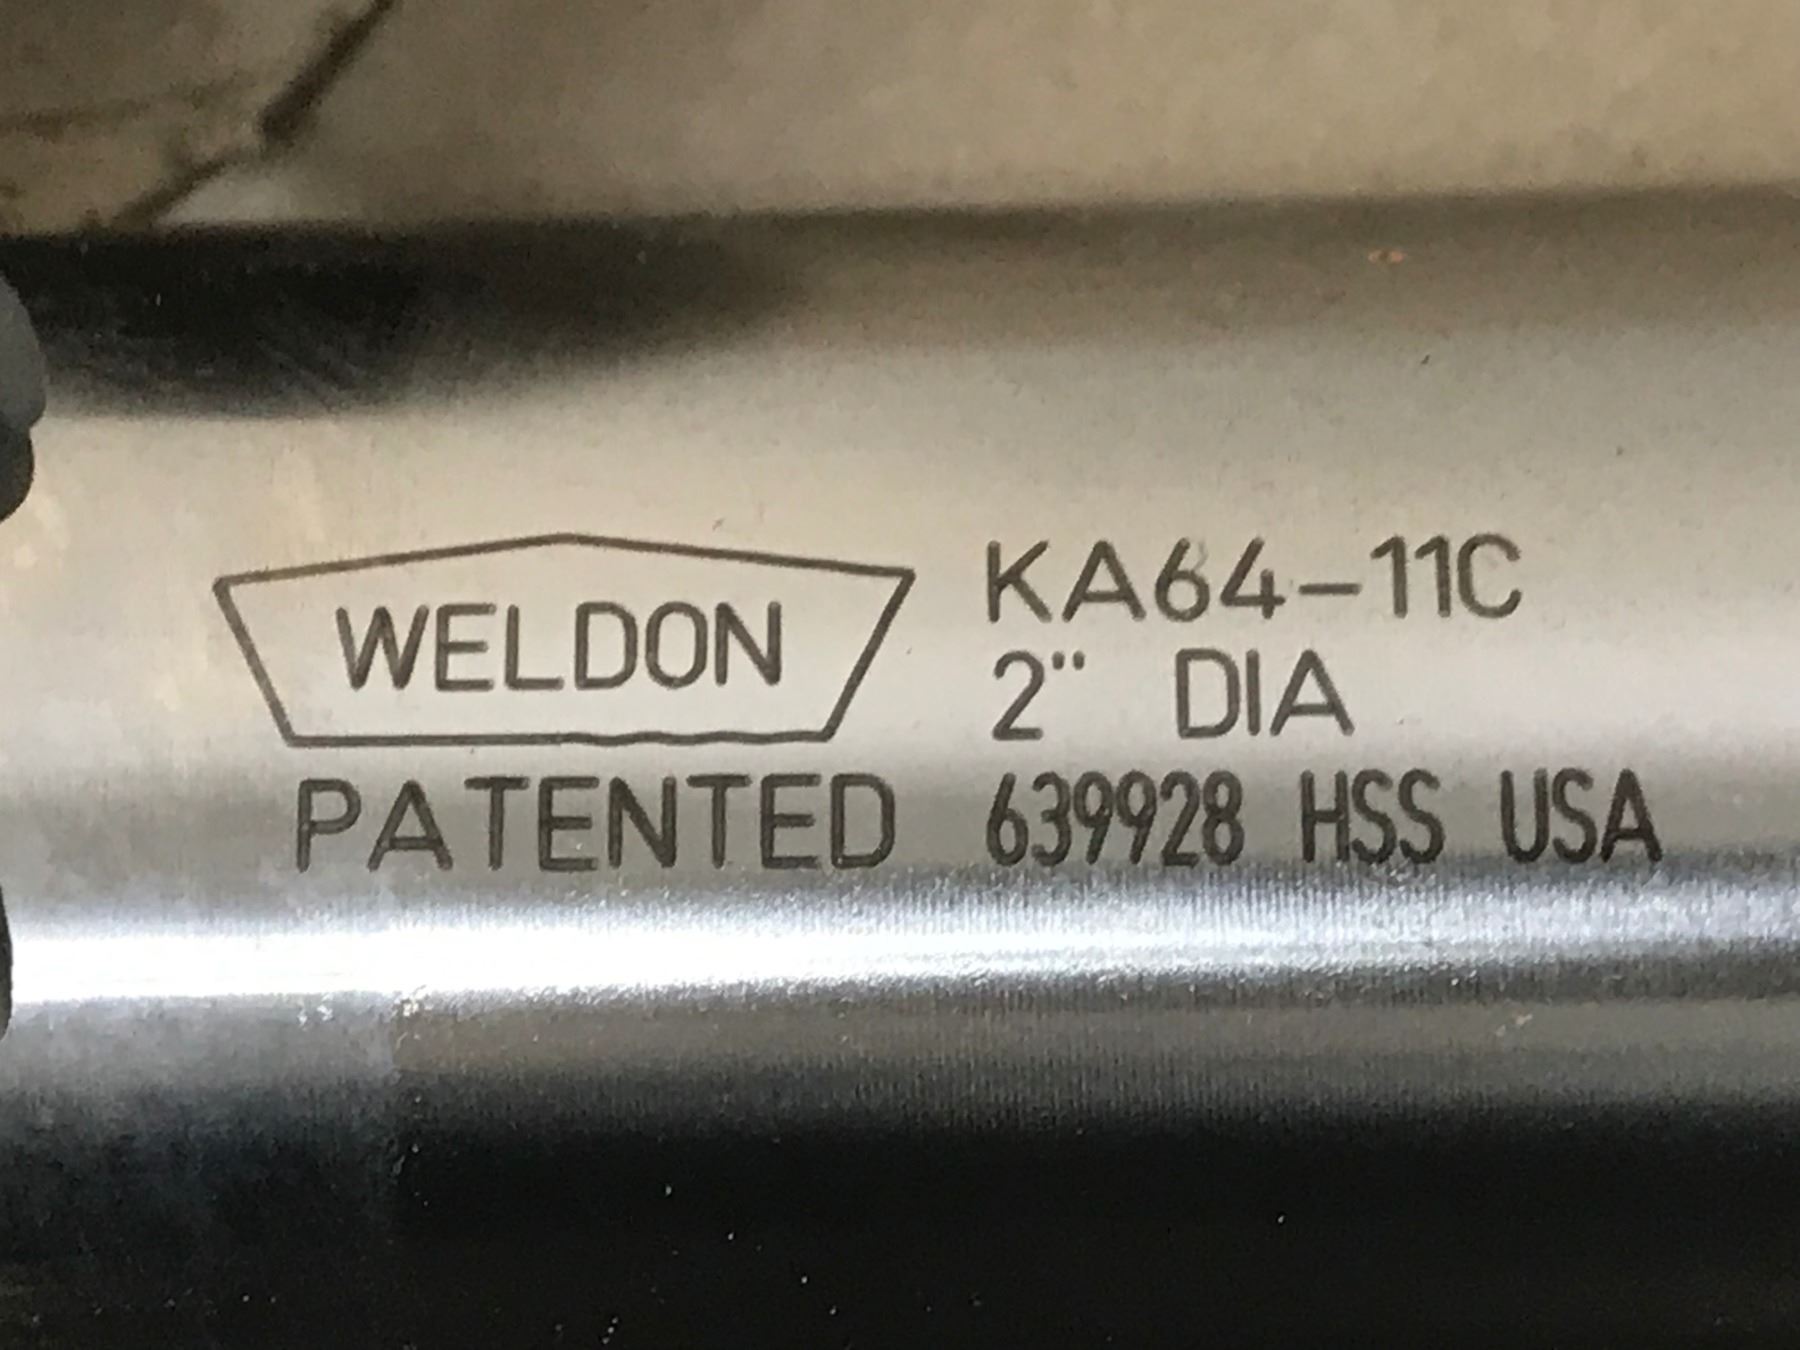 WELDON
PATENTED
KA64-11C
2" DIA
639928 HSS USA